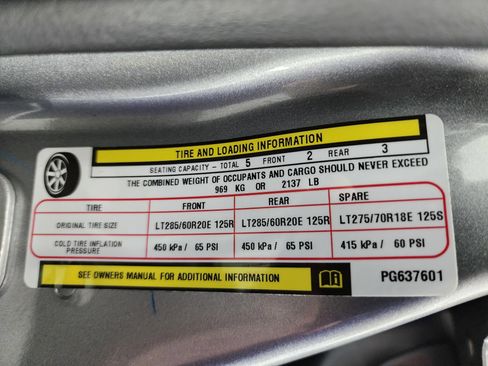 TIRE AND LOADING INFORMATION
SEATING CAPACITY - TOTAL 5 FRONT 2 REAR 3
THE COMBINED WEIGHT OF OCCUPANTS AND CARGO SHOULD NEVER EXCEED
969 KG OR 2137 LB
TIRE FRONT REAR SPARE
ORIGINAL TIRE SIZE LT285/60R20E 125R LT285/60R20E 125R LT275/70R18E 125S
COLD TIRE INFLATION PRESSURE 450 kPa / 65 PSI 450 kPa / 65 PSI 415 kPa / 60 PSI
SEE OWNERS MANUAL FOR ADDITIONAL INFORMATION PG637601